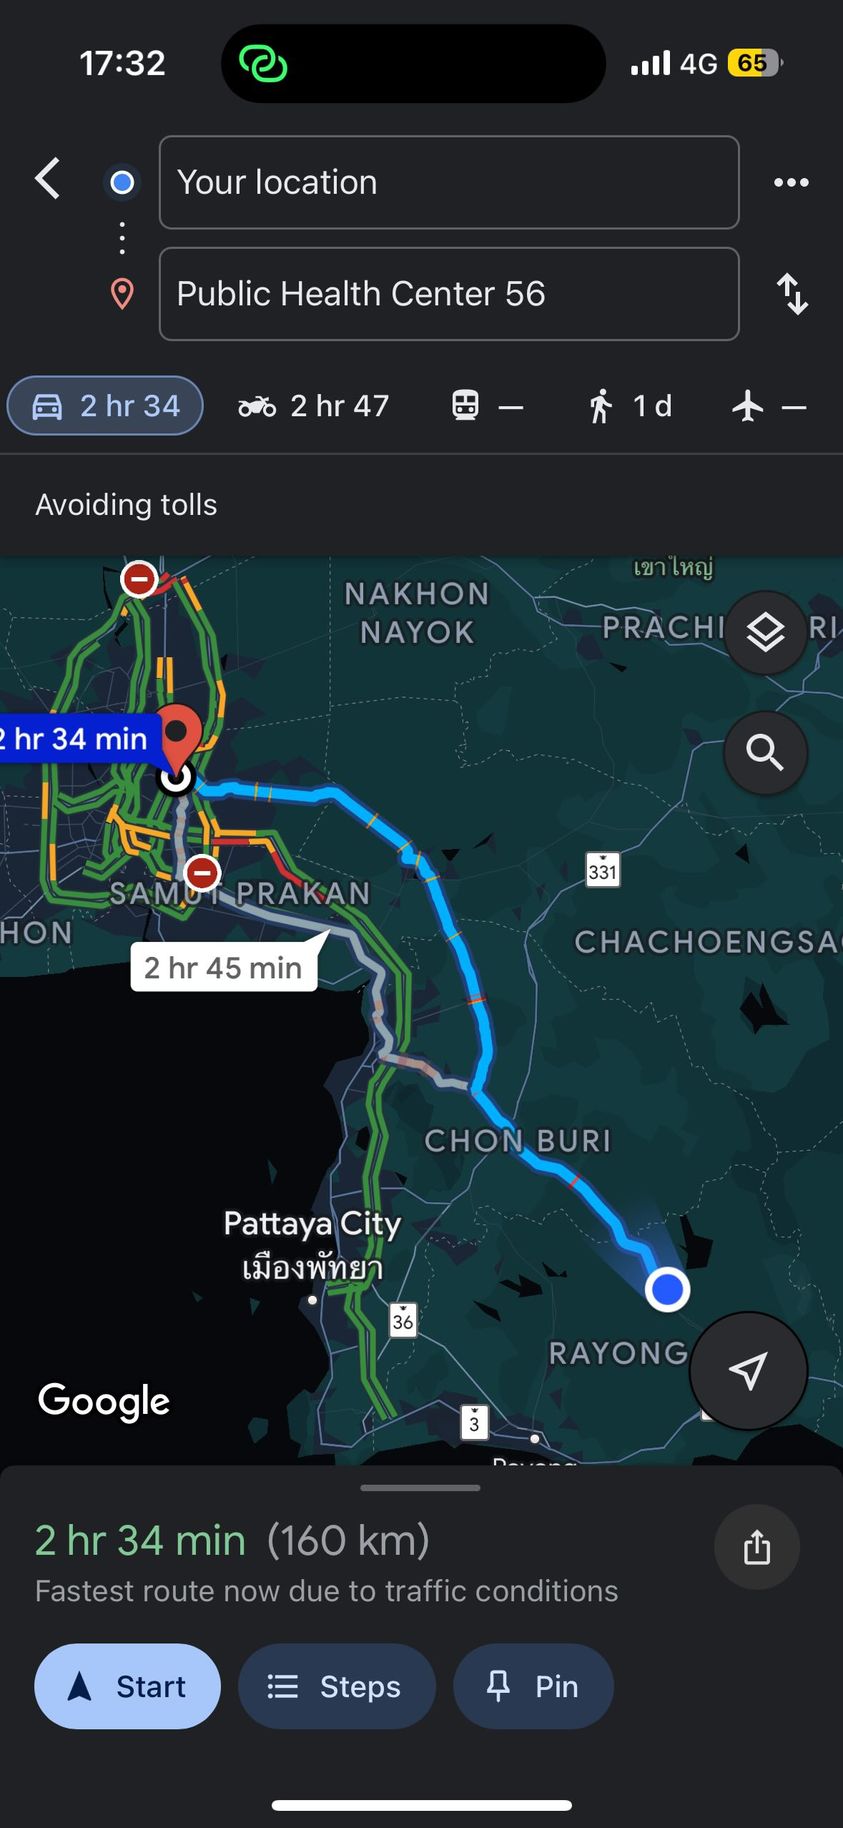 17:32
4G
65
Your location
Public Health Center 56
2 hr 34
2 hr 47
—
1 d
—
Avoiding tolls
เขาใหญ่
NAKHON
NAYOK
PRACHI
RI
2 hr 34 min
331
SAMUT PRAKAN
HON
CHACHOENGSA
2 hr 45 min
CHON BURI
Pattaya City
เมืองพัทยา
36
RAYONG
Google
3
2 hr 34 min (160 km)
Fastest route now due to traffic conditions
Start
Steps
Pin